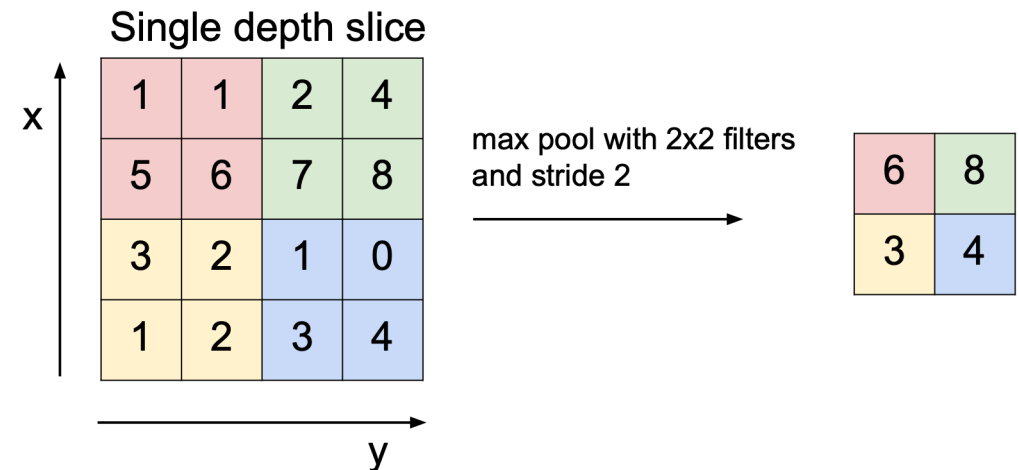 Single depth slice
x
1 1 2 4
5 6 7 8
3 2 1 0
1 2 3 4
y
max pool with 2x2 filters
and stride 2
6 8
3 4